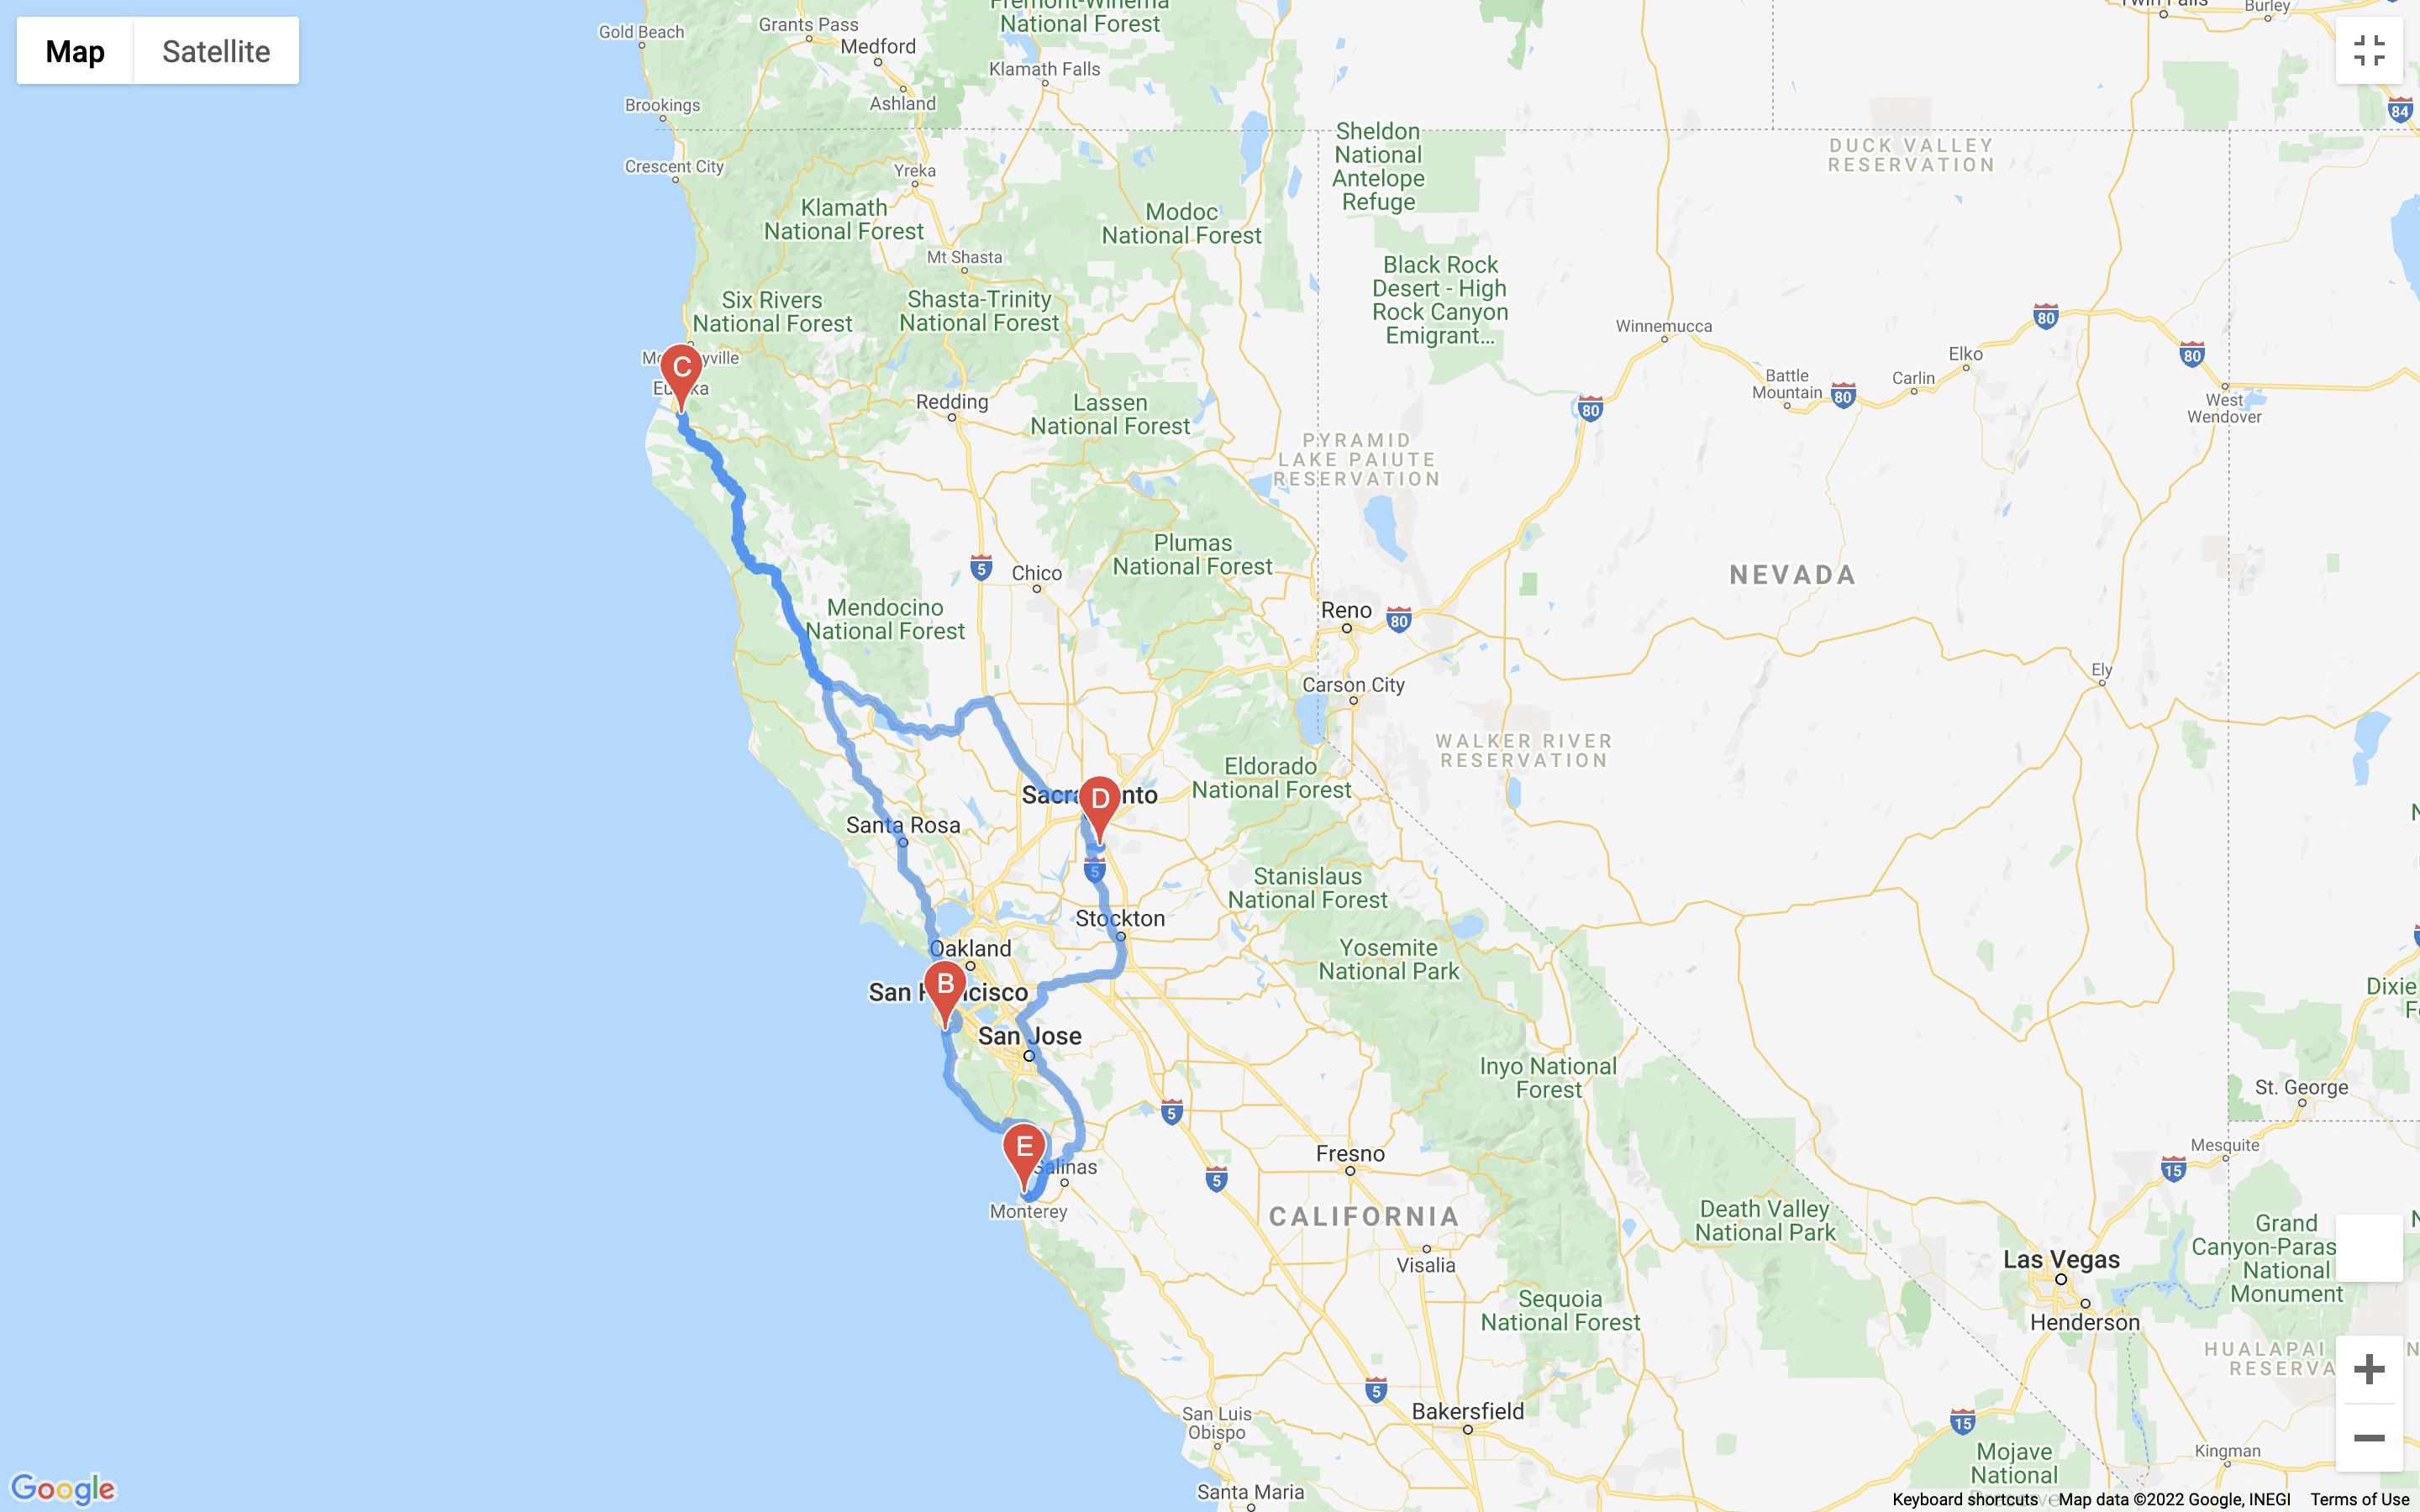 Map
Satellite
Fremont-Winema
National Forest
Gold Beach
Grants Pass
Medford
Klamath Falls
Ashland
Brookings
Crescent City
Yreka
Twin Falls
Burley
84
Sheldon
National
Antelope
Refuge
DUCK VALLEY
RESERVATION
Klamath
National Forest
Modoc
National Forest
Mt Shasta
Black Rock
Desert - High
Rock Canyon
Emigrant...
Six Rivers
National Forest
Shasta-Trinity
National Forest
Winnemucca
80
Elko
80
Battle
Mountain
80
Carlin
West
Wendover
80
C
Redding
Lassen
National Forest
PYRAMID
LAKE PAIUTE
RESERVATION
Plumas
National Forest
5
Chico
NEVADA
Mendocino
National Forest
Reno
80
Carson City
Ely
WALKER RIVER
RESERVATION
Eldorado
National Forest
D
Santa Rosa
5
Stanislaus
National Forest
Stockton
Oakland
Yosemite
National Park
B
San Jose
Dixie
Inyo National
Forest
St. George
5
E
Salinas
Monterey
Fresno
5
Mesquite
15
CALIFORNIA
Death Valley
National Park
Visalia
Las Vegas
Henderson
Grand
Canyon-Paras
National
Monument
Sequoia
National Forest
HUALAPAI
RESERVA
5
Bakersfield
15
San Luis
Obispo
Mojave
National
Kingman
Santa Maria
Google
Keyboard shortcuts
Map data ©2022 Google, INEGI
Terms of Use